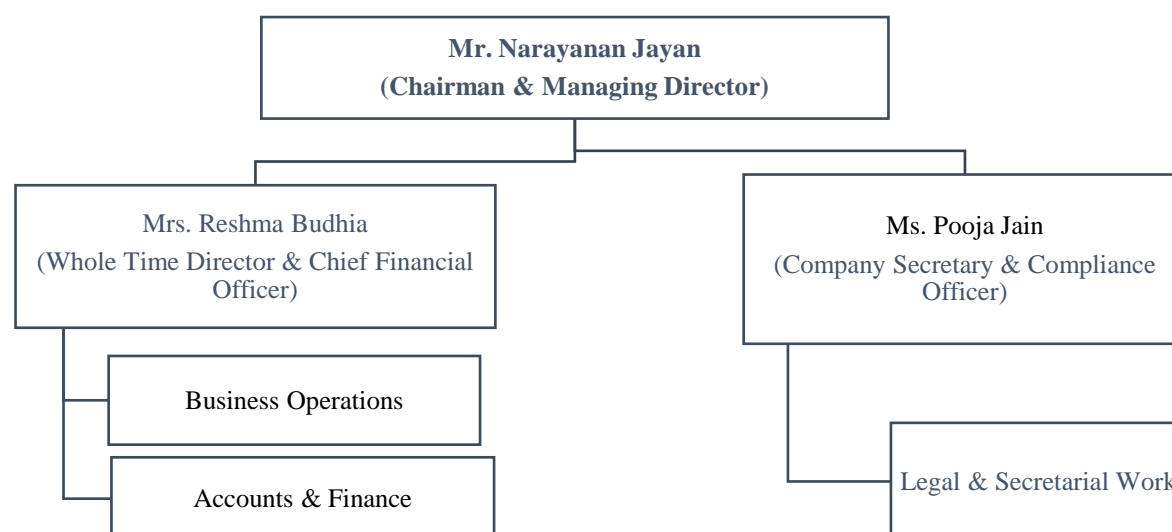 Mr. Narayanan Jayan
(Chairman & Managing Director)
Mrs. Reshma Budhia
(Whole Time Director & Chief Financial
Officer)
Ms. Pooja Jain
(Company Secretary & Compliance
Officer)
Business Operations
Accounts & Finance
Legal & Secretarial Work